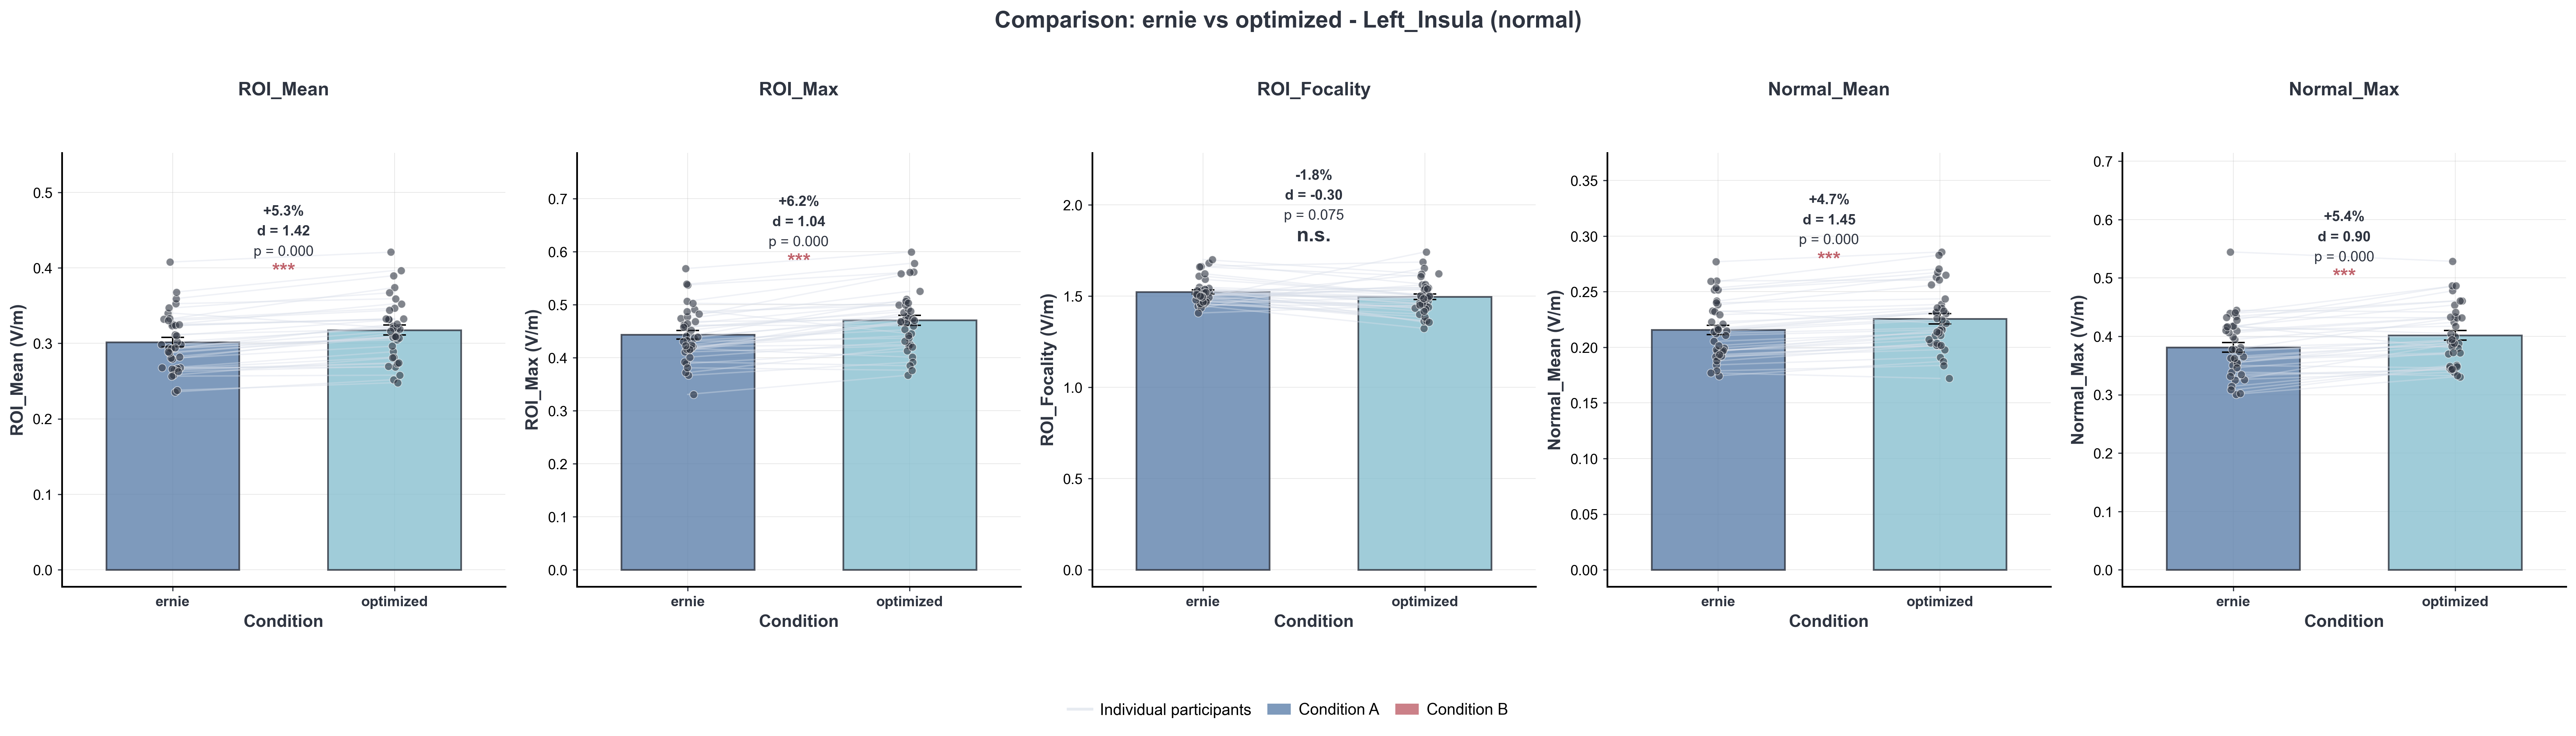 Comparison: ernie vs optimized - Left_Insula (normal)
ROI_Mean
ROI_Mean (V/m)
0.5
0.4
0.3
0.2
0.1
0.0
+5.3%
d = 1.42
p = 0.000
***
ernie
optimized
Condition
ROI_Max
ROI_Max (V/m)
0.7
0.6
0.5
0.4
0.3
0.2
0.1
0.0
+6.2%
d = 1.04
p = 0.000
***
ernie
optimized
Condition
ROI_Focality
ROI_Focality (V/m)
2.0
1.5
1.0
0.5
0.0
-1.8%
d = -0.30
p = 0.075
n.s.
ernie
optimized
Condition
Normal_Mean
Normal_Mean (V/m)
0.35
0.30
0.25
0.20
0.15
0.10
0.05
0.00
+4.7%
d = 1.45
p = 0.000
***
ernie
optimized
Condition
Normal_Max
Normal_Max (V/m)
0.7
0.6
0.5
0.4
0.3
0.2
0.1
0.0
+5.4%
d = 0.90
p = 0.000
***
ernie
optimized
Condition
Individual participants
Condition A
Condition B